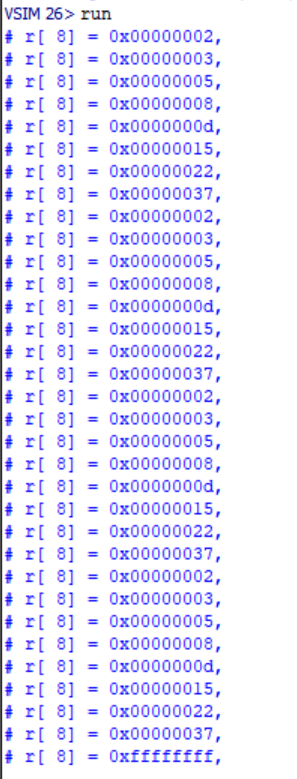 VSIM 26> run
# r[ 8] = 0x00000002,
# r[ 8] = 0x00000003,
# r[ 8] = 0x00000005,
# r[ 8] = 0x00000008,
# r[ 8] = 0x0000000d,
# r[ 8] = 0x00000015,
# r[ 8] = 0x00000022,
# r[ 8] = 0x00000037,
# r[ 8] = 0x00000002,
# r[ 8] = 0x00000003,
# r[ 8] = 0x00000005,
# r[ 8] = 0x00000008,
# r[ 8] = 0x0000000d,
# r[ 8] = 0x00000015,
# r[ 8] = 0x00000022,
# r[ 8] = 0x00000037,
# r[ 8] = 0x00000002,
# r[ 8] = 0x00000003,
# r[ 8] = 0x00000005,
# r[ 8] = 0x00000008,
# r[ 8] = 0x0000000d,
# r[ 8] = 0x00000015,
# r[ 8] = 0x00000022,
# r[ 8] = 0x00000037,
# r[ 8] = 0x00000002,
# r[ 8] = 0x00000003,
# r[ 8] = 0x00000005,
# r[ 8] = 0x00000008,
# r[ 8] = 0x0000000d,
# r[ 8] = 0x00000015,
# r[ 8] = 0x00000022,
# r[ 8] = 0x00000037,
# r[ 8] = 0xffffffff,